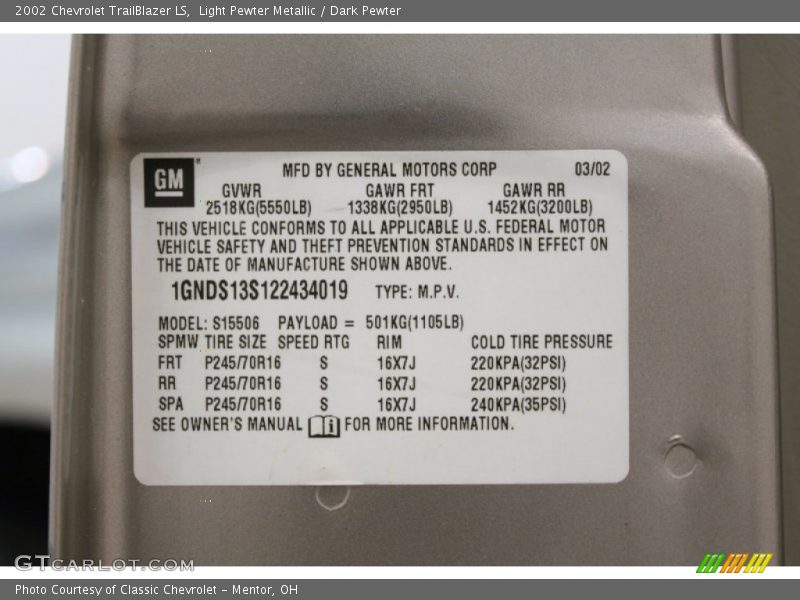 2002 Chevrolet TrailBlazer LS, Light Pewter Metallic / Dark Pewter
GM MFD BY GENERAL MOTORS CORP 03/02
GVWR GAWR FRT GAWR RR
2518KG(5550LB) 1338KG(2950LB) 1452KG(3200LB)
THIS VEHICLE CONFORMS TO ALL APPLICABLE U.S. FEDERAL MOTOR
VEHICLE SAFETY AND THEFT PREVENTION STANDARDS IN EFFECT ON
THE DATE OF MANUFACTURE SHOWN ABOVE.
1GNDS13S122434019 TYPE: M.P.V.
MODEL: S15506 PAYLOAD = 501KG(1105LB)
SPMW TIRE SIZE SPEED RTG RIM COLD TIRE PRESSURE
FRT P245/70R16 S 16X7J 220KPA(32PSI)
RR P245/70R16 S 16X7J 220KPA(32PSI)
SPA P245/70R16 S 16X7J 240KPA(35PSI)
SEE OWNER'S MANUAL FOR MORE INFORMATION.
GTCARLOT.COM
Photo Courtesy of Classic Chevrolet - Mentor, OH